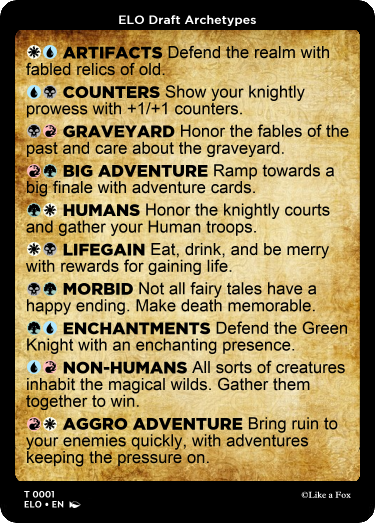 ELO Draft Archetypes
ARTIFACTS Defend the realm with
fabled relics of old.
COUNTERS Show your knightly
prowess with +1/+1 counters.
GRAVEYARD Honor the fables of the
past and care about the graveyard.
BIG ADVENTURE Ramp towards a
big finale with adventure cards.
HUMANS Honor the knightly courts
and gather your Human troops.
LIFEGAIN Eat, drink, and be merry
with rewards for gaining life.
MORBID Not all fairy tales have a
happy ending. Make death memorable.
ENCHANTMENTS Defend the Green
Knight with an enchanting presence.
NON-HUMANS All sorts of creatures
inhabit the magical wilds. Gather them
together to win.
AGGRO ADVENTURE Bring ruin to
your enemies quickly, with adventures
keeping the pressure on.
T 0001
ELO • EN
©Like a Fox